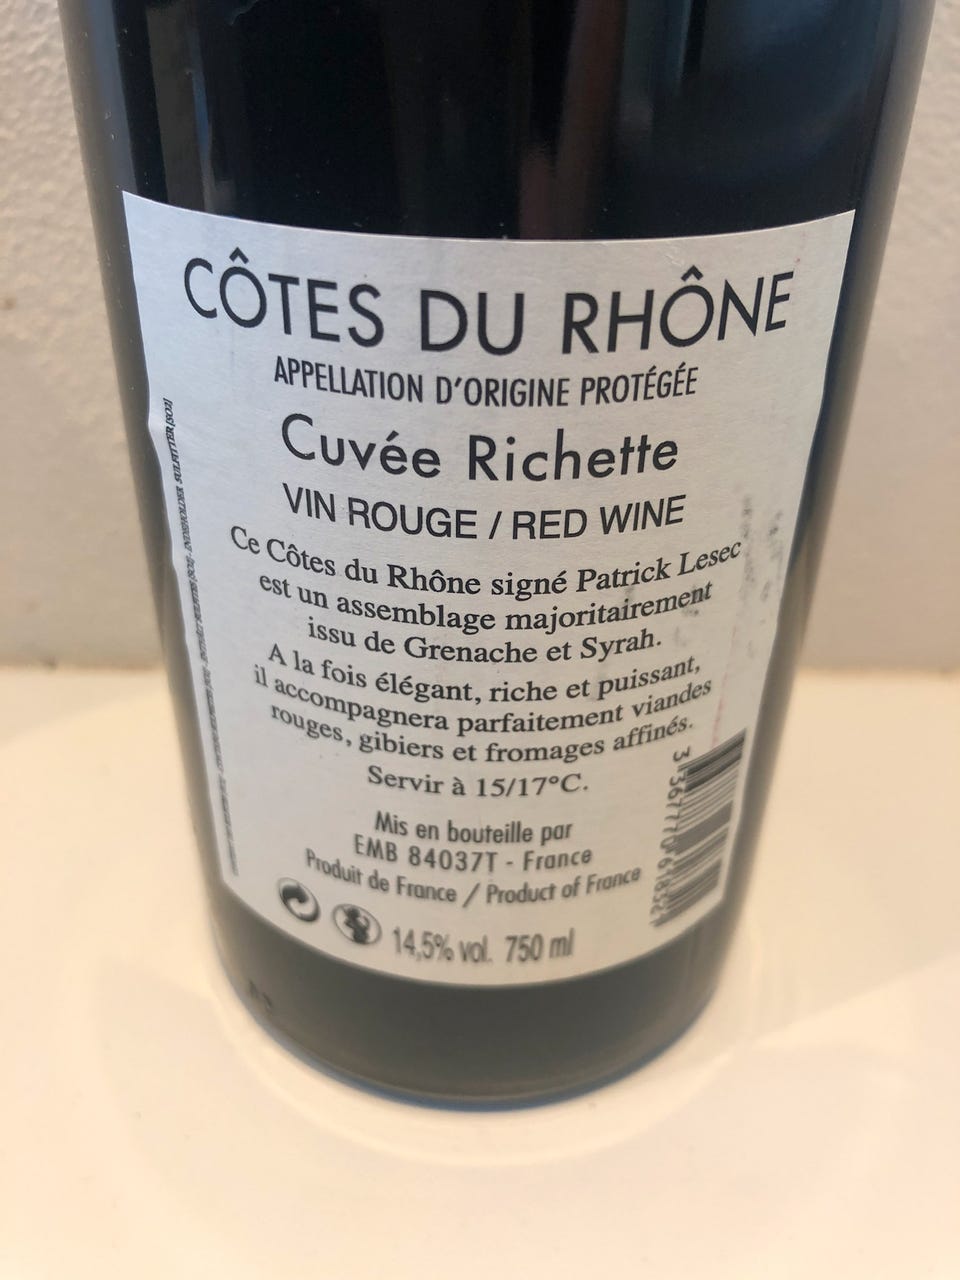 CÔTES DU RHÔNE
APPELLATION D'ORIGINE PROTÉGÉE
Cuvée Richette
VIN ROUGE / RED WINE
Ce Côtes du Rhône signé Patrick Lesec
est un assemblage majoritairement
issu de Grenache et Syrah.
A la fois élégant, riche et puissant,
il accompagnera parfaitement viandes
rouges, gibiers et fromages affinés.
Servir à 15/17°C.
Mis en bouteille par
EMB 84037T - France
Produit de France / Product of France
14,5% vol. 750 ml
INDEHOLDER SULFITTER (SO2)